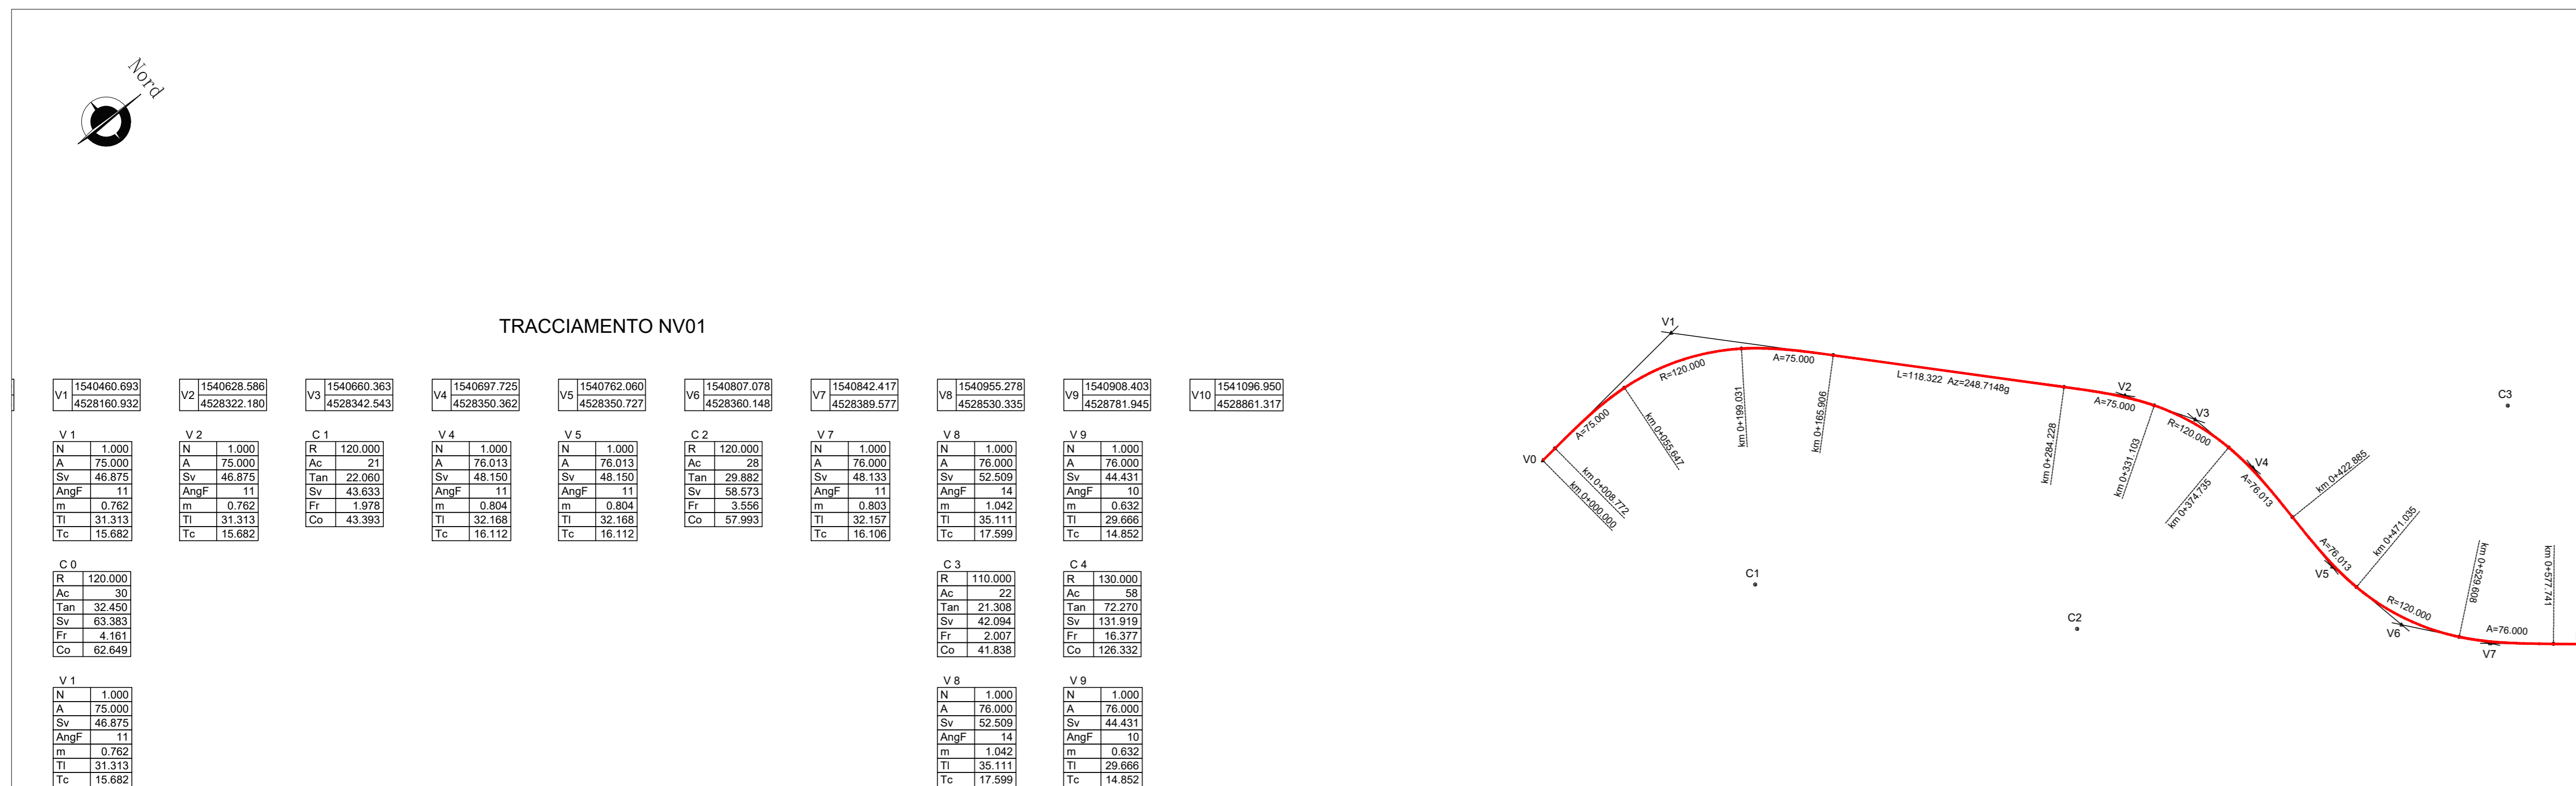 Nord
TRACCIAMENTO NV01
V1 1540460.693
4528160.932
V2 1540628.586
4528322.180
V3 1540660.363
4528342.543
V4 1540697.725
4528350.362
V5 1540762.060
4528350.727
V6 1540807.078
4528360.148
V7 1540842.417
4528389.577
V8 1540955.278
4528530.335
V9 1540908.403
4528781.945
V10 1541096.950
4528861.317
V 1
N 1.000
A 75.000
Sv 46.875
AngF 11
m 0.762
Tl 31.313
Tc 15.682
V 2
N 1.000
A 75.000
Sv 46.875
AngF 11
m 0.762
Tl 31.313
Tc 15.682
C 1
R 120.000
Ac 21
Tan 22.060
Sv 43.633
Fr 1.978
Co 43.393
V 4
N 1.000
A 76.013
Sv 48.150
AngF 11
m 0.804
Tl 32.168
Tc 16.112
V 5
N 1.000
A 76.013
Sv 48.150
AngF 11
m 0.804
Tl 32.168
Tc 16.112
C 2
R 120.000
Ac 28
Tan 29.882
Sv 58.573
Fr 3.556
Co 57.993
V 7
N 1.000
A 76.000
Sv 48.133
AngF 11
m 0.803
Tl 32.157
Tc 16.106
V 8
N 1.000
A 76.000
Sv 52.509
AngF 14
m 1.042
Tl 35.111
Tc 17.599
V 9
N 1.000
A 76.000
Sv 44.431
AngF 10
m 0.632
Tl 29.666
Tc 14.852
C 0
R 120.000
Ac 30
Tan 32.450
Sv 63.383
Fr 4.161
Co 62.649
C 3
R 110.000
Ac 22
Tan 21.308
Sv 42.094
Fr 2.007
Co 41.838
C 4
R 130.000
Ac 58
Tan 72.270
Sv 131.919
Fr 16.377
Co 126.332
V 1
N 1.000
A 75.000
Sv 46.875
AngF 11
m 0.762
Tl 31.313
Tc 15.682
V 8
N 1.000
A 76.000
Sv 52.509
AngF 14
m 1.042
Tl 35.111
Tc 17.599
V 9
N 1.000
A 76.000
Sv 44.431
AngF 10
m 0.632
Tl 29.666
Tc 14.852
V0
km 0+000.000
km 0+008.772
A=75.000
V1
km 0+055.647
R=120.000
km 0+199.031
A=75.000
km 0+165.906
L=118.322 Az=248.7148g
km 0+284.228
V2
A=75.000
km 0+331.103
V3
R=120.000
km 0+374.735
V4
A=76.013
km 0+422.885
A=76.013
V5
km 0+471.035
R=120.000
V6
km 0+529.608
A=76.000
V7
km 0+577.741
C1
C2
C3